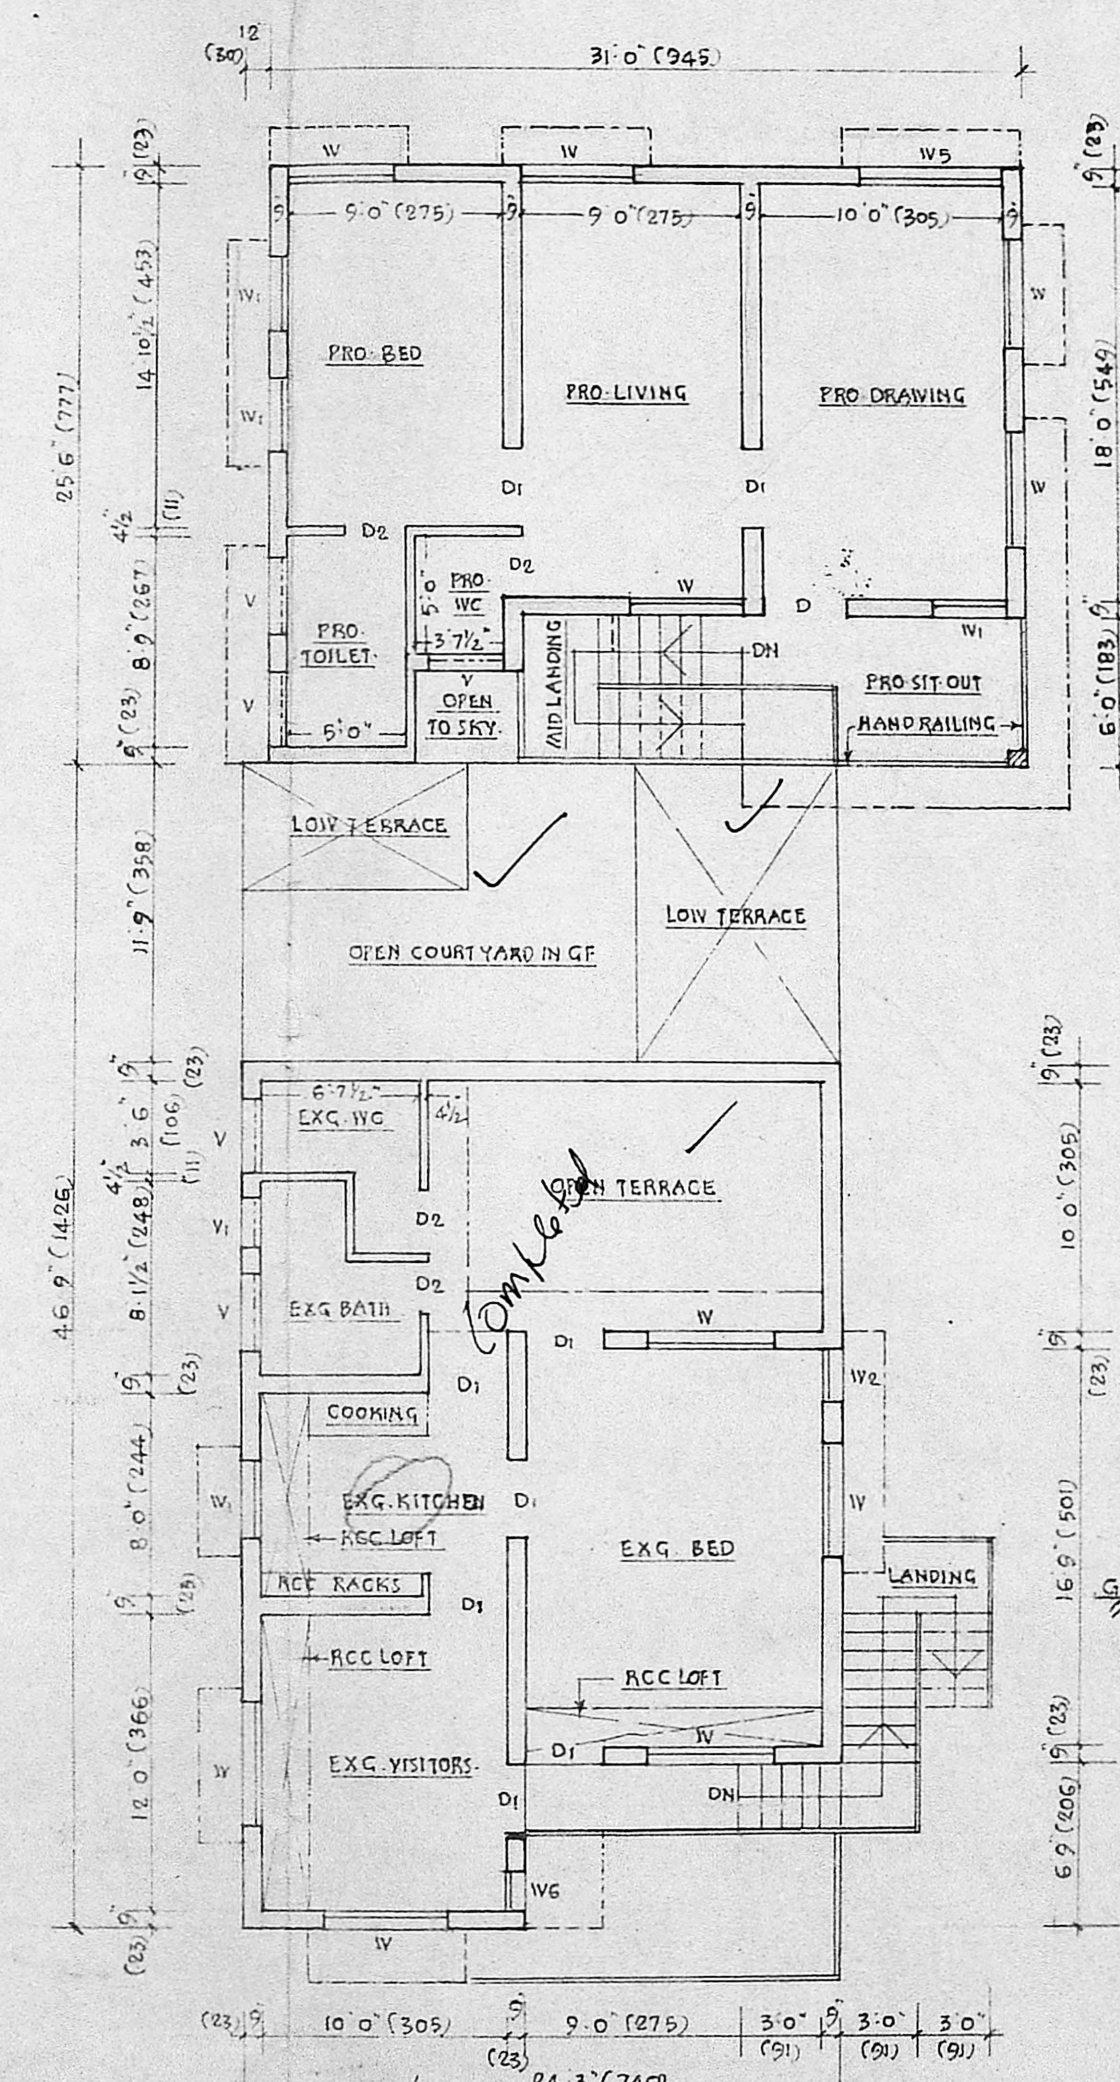 12
(30)
31'0" (945)
9" (23)
W
W
W5
9" (23)
9"
9'0" (275)
9"
9'0" (275)
9"
10'0" (305)
9"
14'10½" (453)
W1
W
PRO. BED
PRO. LIVING
PRO DRAWING
25'6" (777)
W1
18'0" (549)
D1
D1
W
4½" (11)
D2
D2
8'9" (267)
V
5'0"
PRO.
WC
W
D
9"
3'7½"
W1
PRO.
TOILET.
MID LANDING
DN
V
V
OPEN
TO SKY.
PRO. SIT. OUT
HAND RAILING
6'0" (183)
9" (23)
5'0"
LOW TERRACE
11'9" (358)
LOW TERRACE
OPEN COURTYARD IN GF
9" (23)
9" (23)
6'7½"
4½"
EXG. WC
3'6" (106)
V
4½" (11)
OPEN TERRACE
10'0" (305)
Completed
46'9" (1426)
8'1½" (248)
V1
D2
D2
V
EXG BATH
W
D1
9" (23)
9" (23)
D1
W2
COOKING
8'0" (244)
W1
EXG. KITCHEN
D1
W
16'9" (501)
RCC LOFT
EXG. BED
LANDING
RCC RACKS
9" (23)
D1
RCC LOFT
RCC LOFT
9" (23)
12'0" (366)
W
EXG. VISITORS.
D1
W
D1
DN
6'9" (206)
W6
9" (23)
W
(23) 9"
10'0" (305)
9"
(23)
9'0" (275)
3'0"
(91)
9"
3'0"
(91)
3'0"
(91)